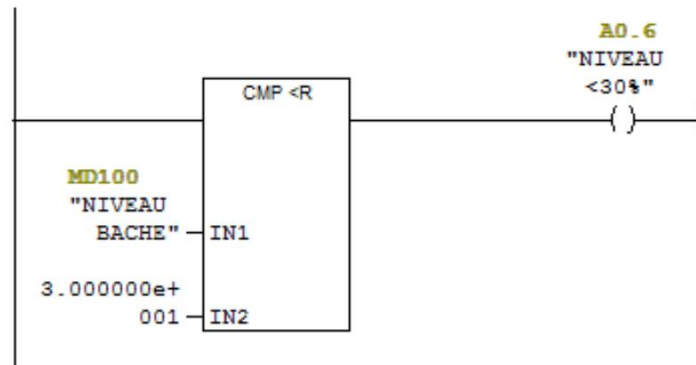 A0.6
"NIVEAU
<30%"
CMP <R
MD100
"NIVEAU
BACHE"
IN1
3.000000e+
001
IN2